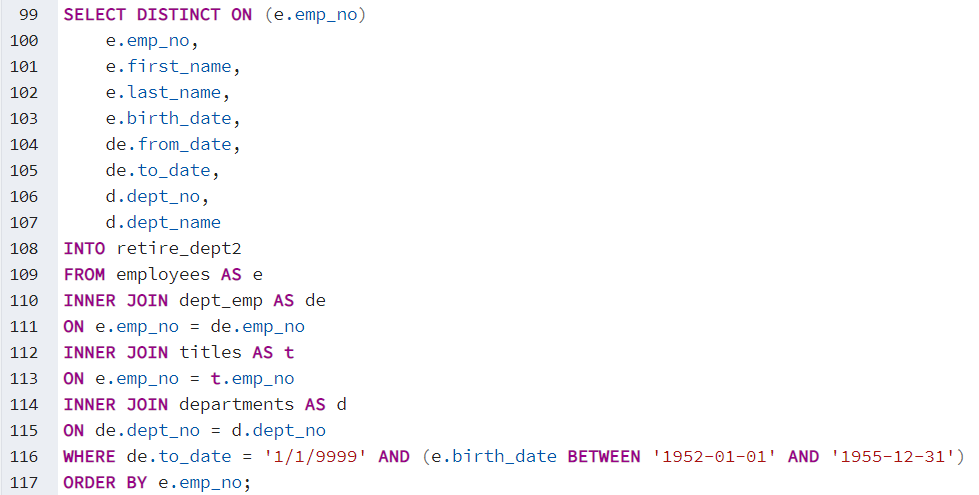 99 SELECT DISTINCT ON (e.emp_no)
100     e.emp_no,
101     e.first_name,
102     e.last_name,
103     e.birth_date,
104     de.from_date,
105     de.to_date,
106     d.dept_no,
107     d.dept_name
108 INTO retire_dept2
109 FROM employees AS e
110 INNER JOIN dept_emp AS de
111 ON e.emp_no = de.emp_no
112 INNER JOIN titles AS t
113 ON e.emp_no = t.emp_no
114 INNER JOIN departments AS d
115 ON de.dept_no = d.dept_no
116 WHERE de.to_date = '1/1/9999' AND (e.birth_date BETWEEN '1952-01-01' AND '1955-12-31')
117 ORDER BY e.emp_no;